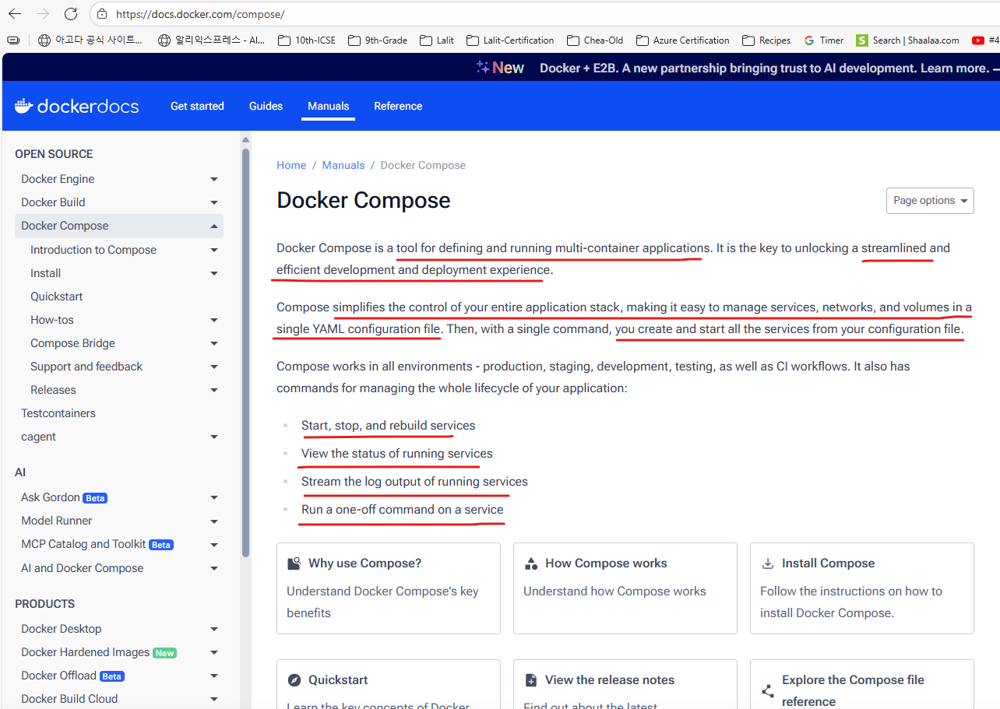 https://docs.docker.com/compose/
아고다 공식 사이트...
알리익스프레스 - AI...
10th-ICSE
9th-Grade
Lalit
Lalit-Certification
Chea-Old
Azure Certification
Recipes
Timer
S Search | Shaalaa.com
#4
New Docker + E2B. A new partnership bringing trust to AI development. Learn more.
dockerdocs
Get started
Guides
Manuals
Reference
OPEN SOURCE
Docker Engine
Docker Build
Docker Compose
Introduction to Compose
Install
Quickstart
How-tos
Compose Bridge
Support and feedback
Releases
Testcontainers
cagent
AI
Ask Gordon Beta
Model Runner
MCP Catalog and Toolkit Beta
AI and Docker Compose
PRODUCTS
Docker Desktop
Docker Hardened Images New
Docker Offload Beta
Docker Build Cloud
Home / Manuals / Docker Compose
Docker Compose
Page options
Docker Compose is a tool for defining and running multi-container applications. It is the key to unlocking a streamlined and
efficient development and deployment experience.
Compose simplifies the control of your entire application stack, making it easy to manage services, networks, and volumes in a
single YAML configuration file. Then, with a single command, you create and start all the services from your configuration file.
Compose works in all environments - production, staging, development, testing, as well as CI workflows. It also has
commands for managing the whole lifecycle of your application:
Start, stop, and rebuild services
View the status of running services
Stream the log output of running services
Run a one-off command on a service
Why use Compose?
Understand Docker Compose's key
benefits
How Compose works
Understand how Compose works
Install Compose
Follow the instructions on how to
install Docker Compose.
Quickstart
Learn the key concepts of Docker
View the release notes
Find out about the latest
Explore the Compose file
reference